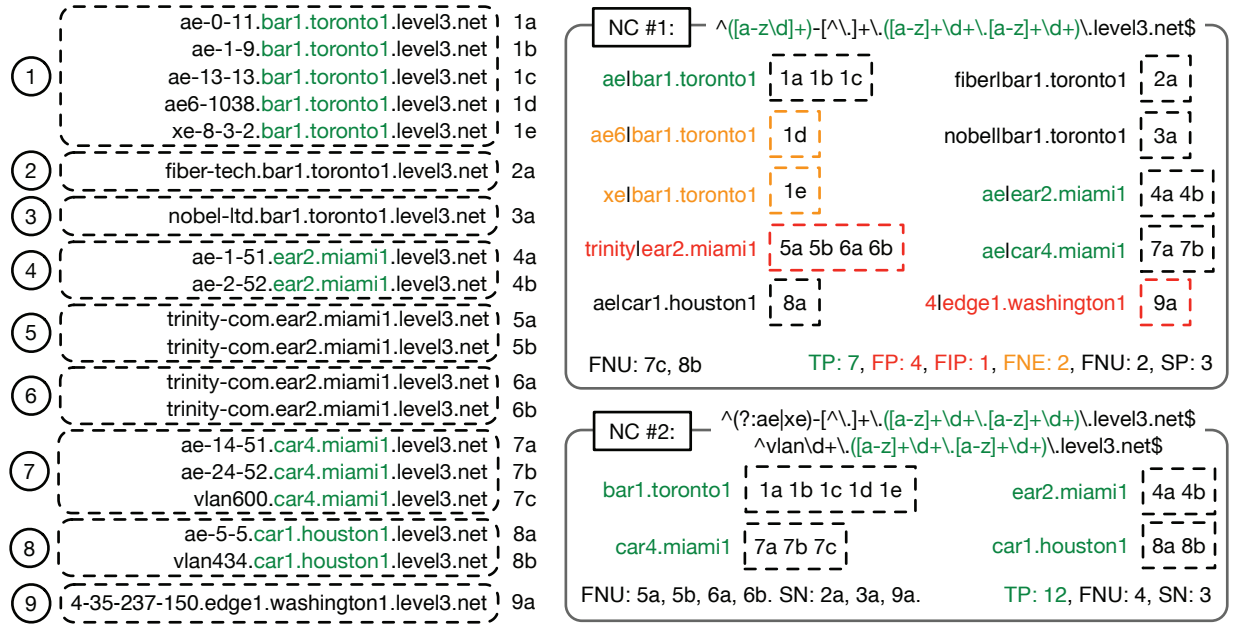 1
ae-0-11.bar1.toronto1.level3.net 1a
ae-1-9.bar1.toronto1.level3.net 1b
ae-13-13.bar1.toronto1.level3.net 1c
ae6-1038.bar1.toronto1.level3.net 1d
xe-8-3-2.bar1.toronto1.level3.net 1e
2 fiber-tech.bar1.toronto1.level3.net 2a
3 nobel-ltd.bar1.toronto1.level3.net 3a
4
ae-1-51.ear2.miami1.level3.net 4a
ae-2-52.ear2.miami1.level3.net 4b
5
trinity-com.ear2.miami1.level3.net 5a
trinity-com.ear2.miami1.level3.net 5b
6
trinity-com.ear2.miami1.level3.net 6a
trinity-com.ear2.miami1.level3.net 6b
7
ae-14-51.car4.miami1.level3.net 7a
ae-24-52.car4.miami1.level3.net 7b
vlan600.car4.miami1.level3.net 7c
8
ae-5-5.car1.houston1.level3.net 8a
vlan434.car1.houston1.level3.net 8b
9 4-35-237-150.edge1.washington1.level3.net 9a
NC #1: ^([a-z\d]+)-[^\.]+\.([a-z]+\d+\.[a-z]+\d+)\.level3.net$
ae|bar1.toronto1 1a 1b 1c fiber|bar1.toronto1 2a
ae6|bar1.toronto1 1d nobel|bar1.toronto1 3a
xe|bar1.toronto1 1e ae|ear2.miami1 4a 4b
trinity|ear2.miami1 5a 5b 6a 6b ae|car4.miami1 7a 7b
ae|car1.houston1 8a 4|edge1.washington1 9a
FNU: 7c, 8b TP: 7, FP: 4, FIP: 1, FNE: 2, FNU: 2, SP: 3
NC #2: ^(?:ae|xe)-[^\.]+\.([a-z]+\d+\.[a-z]+\d+)\.level3.net$
^vlan\d+\.([a-z]+\d+\.[a-z]+\d+)\.level3.net$
bar1.toronto1 1a 1b 1c 1d 1e ear2.miami1 4a 4b
car4.miami1 7a 7b 7c car1.houston1 8a 8b
FNU: 5a, 5b, 6a, 6b. SN: 2a, 3a, 9a. TP: 12, FNU: 4, SN: 3